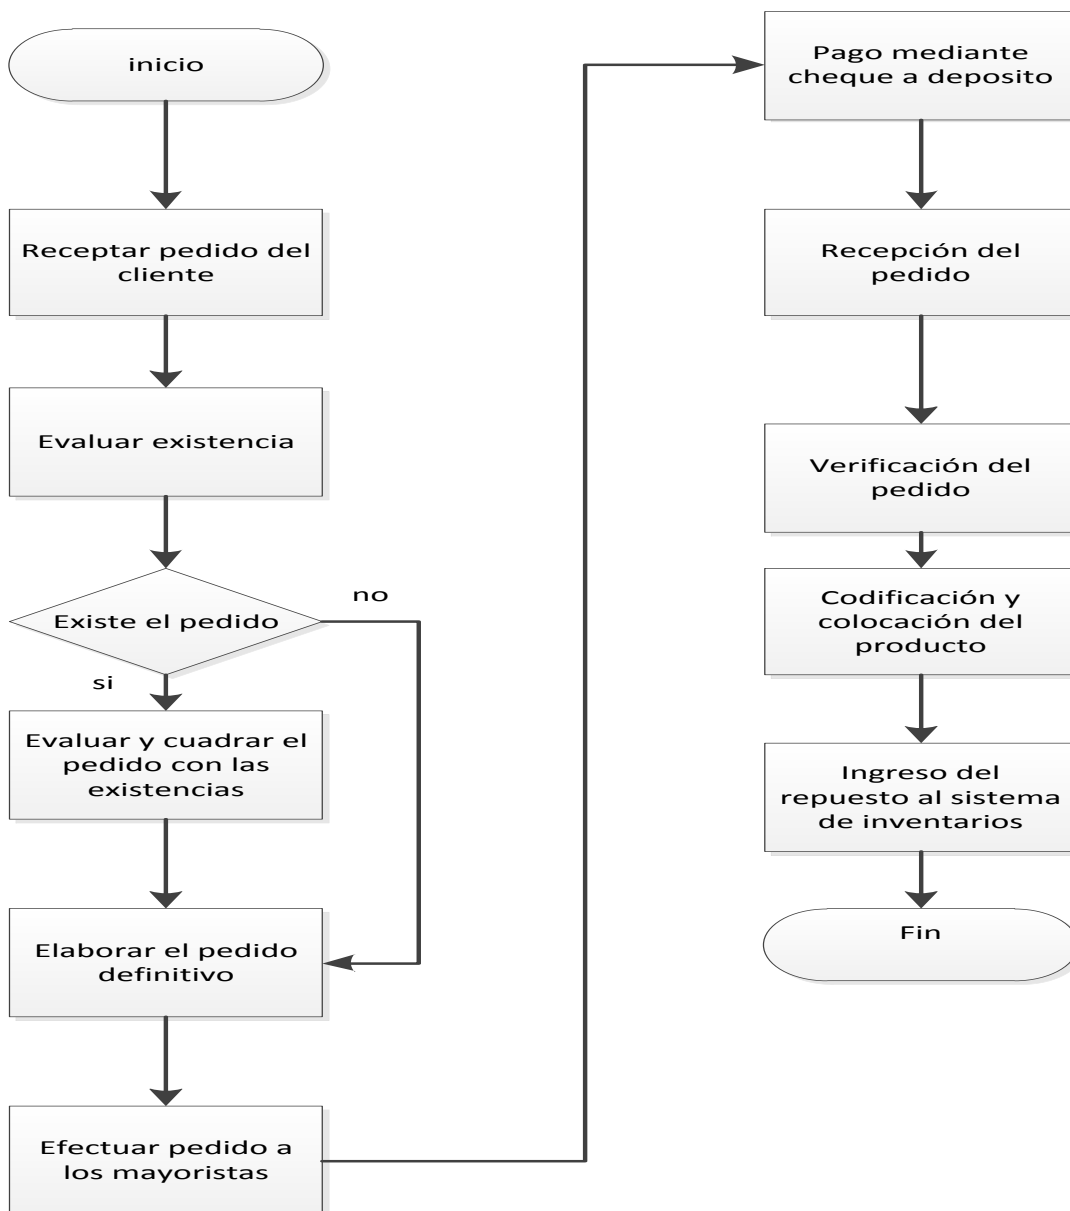 inicio
Receptar pedido del
cliente
Evaluar existencia
Existe el pedido
no
si
Evaluar y cuadrar el
pedido con las
existencias
Elaborar el pedido
definitivo
Efectuar pedido a
los mayoristas
Pago mediante
cheque a deposito
Recepción del
pedido
Verificación del
pedido
Codificación y
colocación del
producto
Ingreso del
repuesto al sistema
de inventarios
Fin